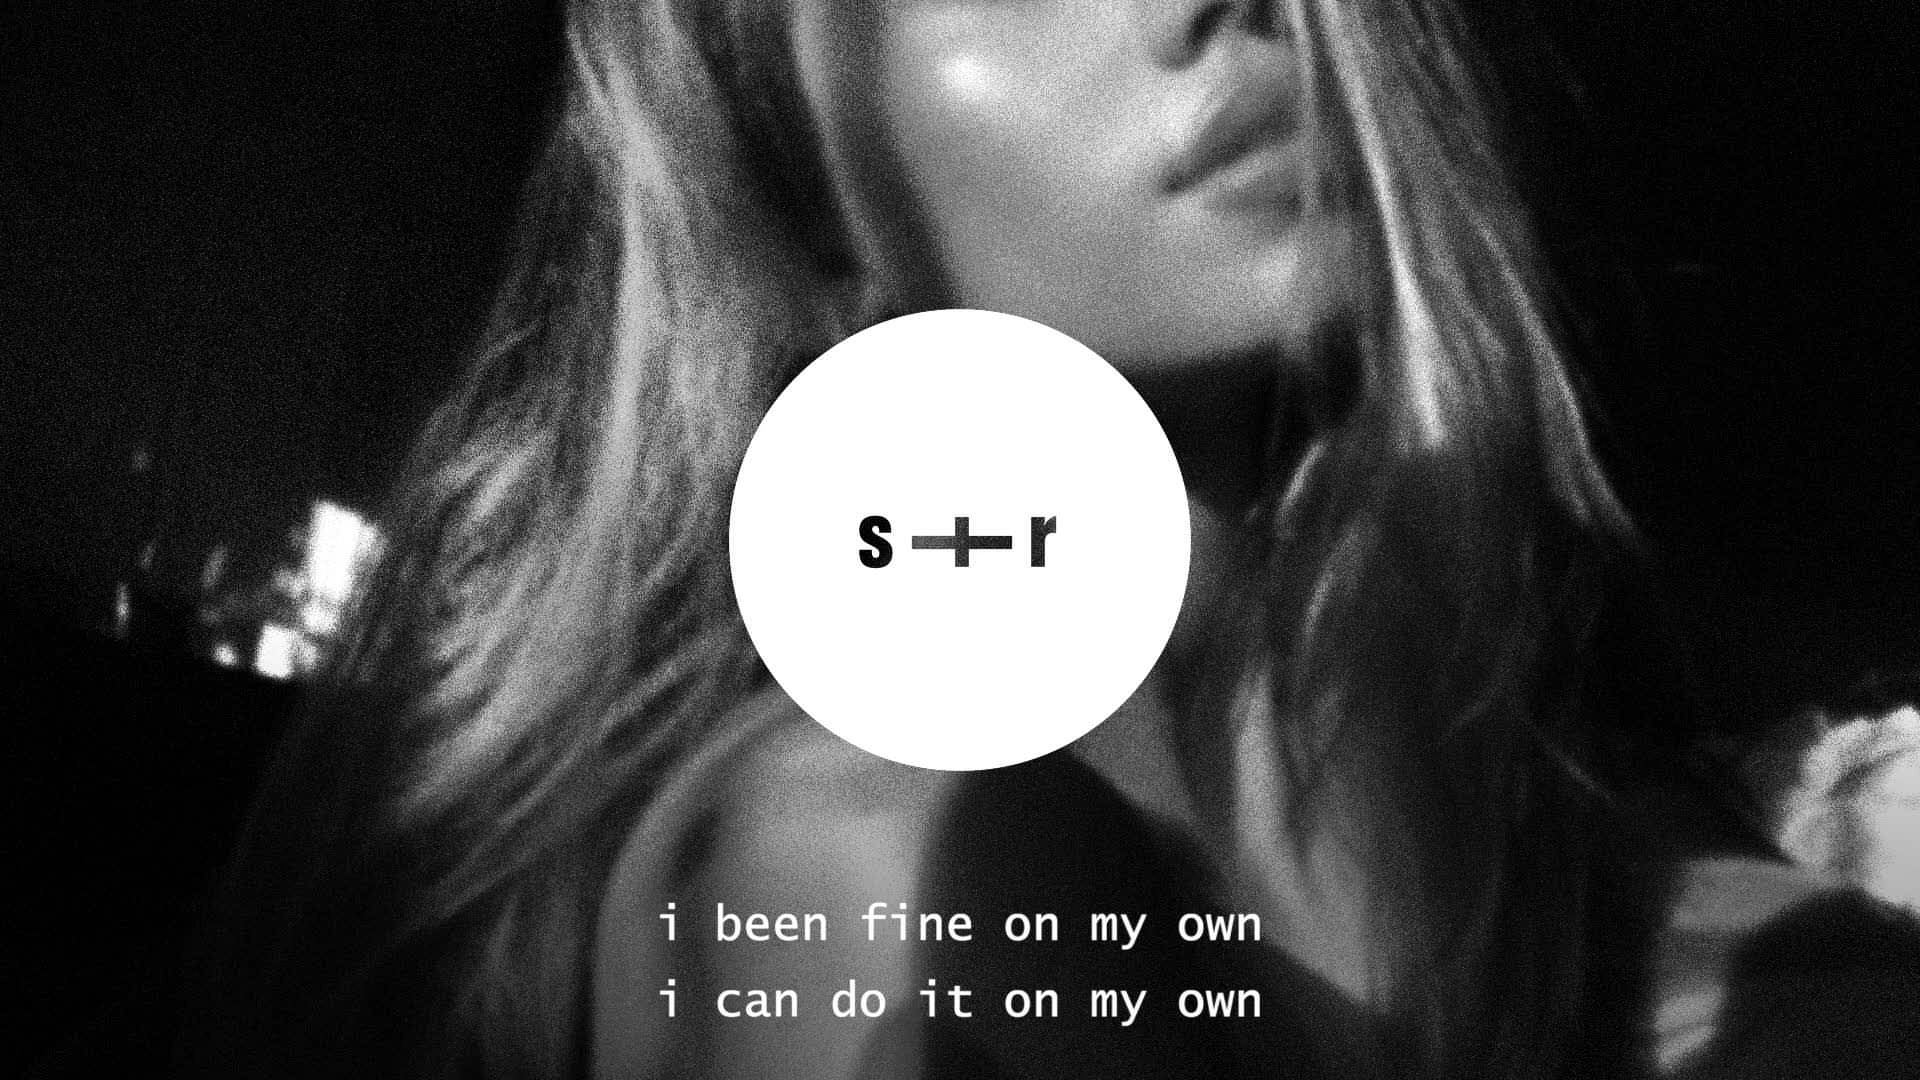 s+r
i been fine on my own
i can do it on my own